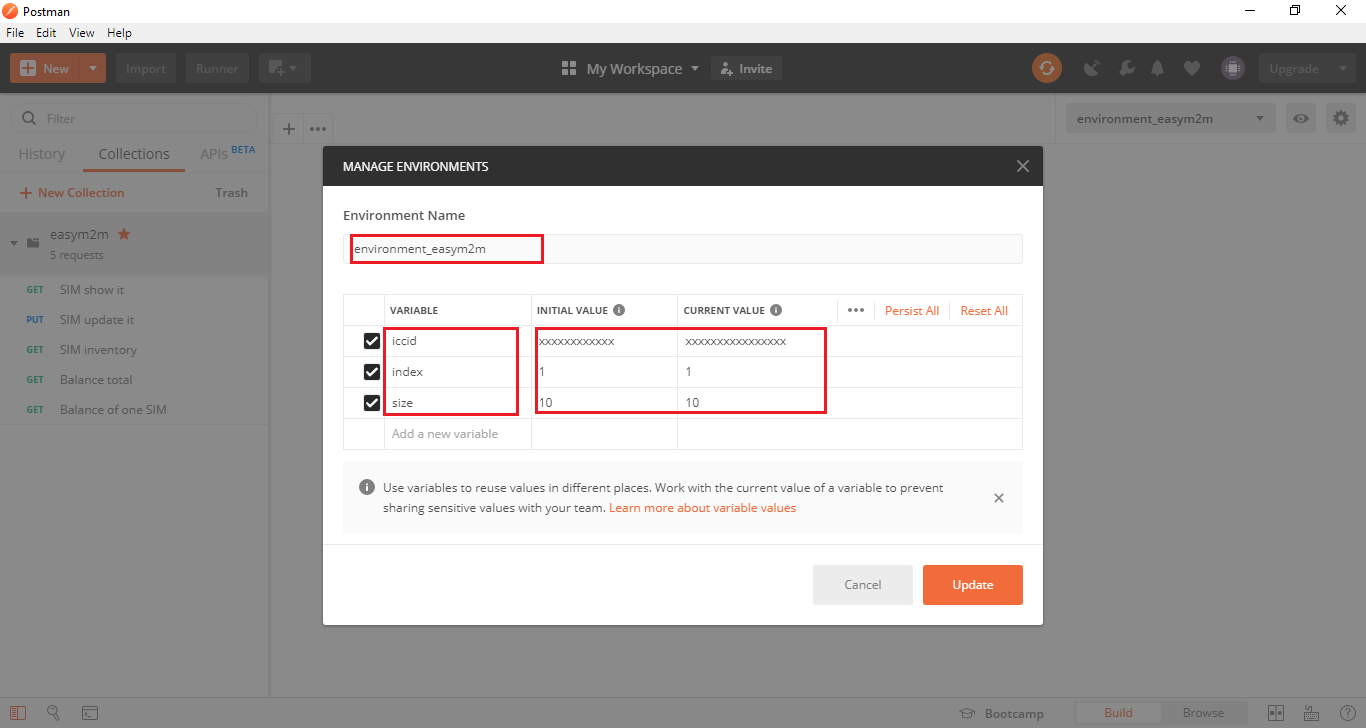 Postman
File Edit View Help
New Import Runner My Workspace Invite Upgrade
Filter
environment_easym2m
History Collections APIs BETA
New Collection Trash
easym2m
5 requests
GET SIM show it
PUT SIM update it
GET SIM inventory
GET Balance total
GET Balance of one SIM
MANAGE ENVIRONMENTS
Environment Name
environment_easym2m
VARIABLE INITIAL VALUE CURRENT VALUE Persist All Reset All
iccid xxxxxxxxxxxx xxxxxxxxxxxxxxxx
index 1 1
size 10 10
Add a new variable
Use variables to reuse values in different places. Work with the current value of a variable to prevent
sharing sensitive values with your team. Learn more about variable values
Cancel Update
Bootcamp Build Browse